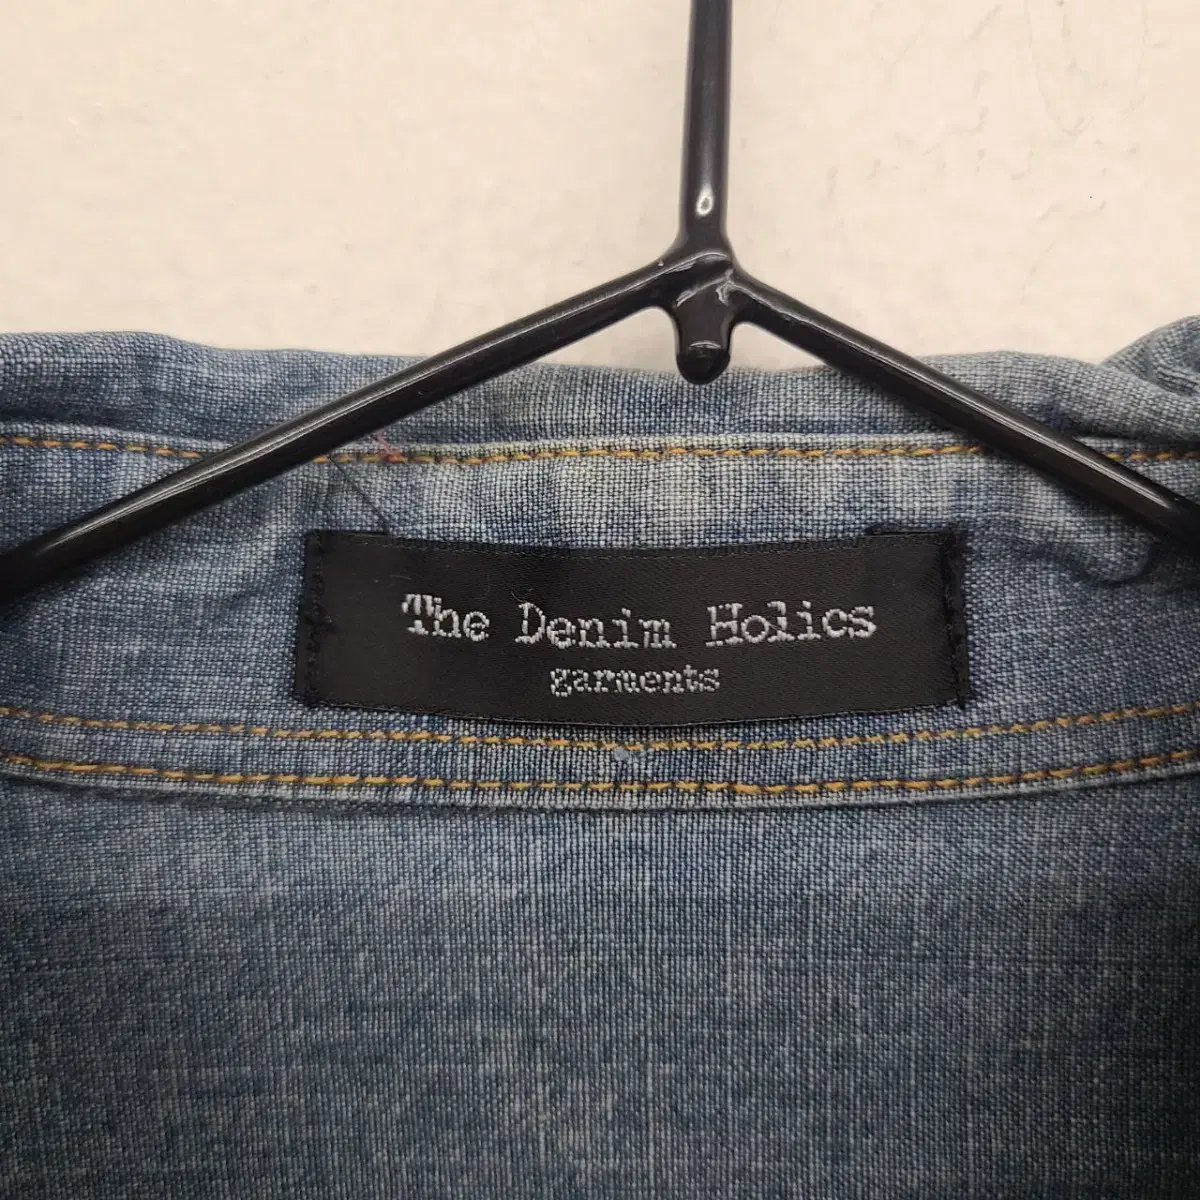 The Denim Holics
garments